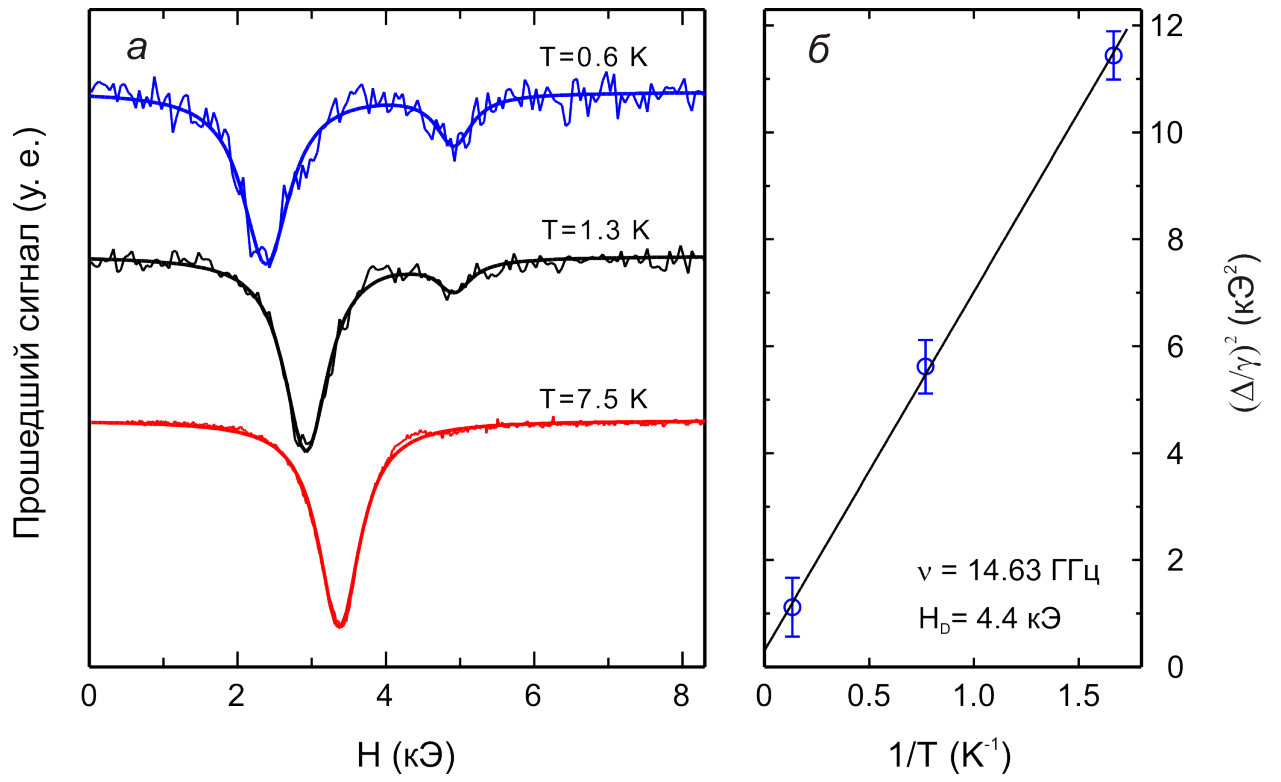 а
T=0.6 K
T=1.3 K
T=7.5 K
Прошедший сигнал (у. е.)
0 2 4 6 8
H (кЭ)
б
12
10
8
6
4
2
0
(Δ/γ)² (кЭ²)
ν = 14.63 ГГц
H_D= 4.4 кЭ
0 0.5 1.0 1.5
1/T (K⁻¹)